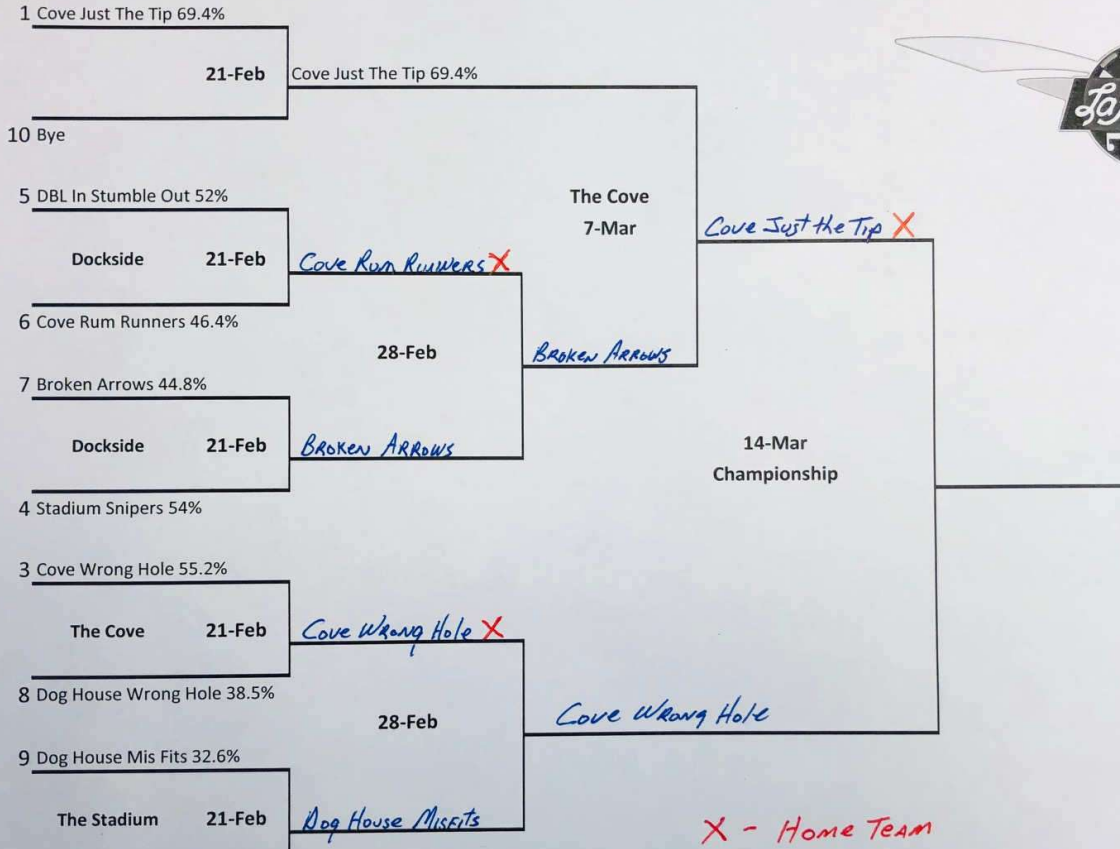 1 Cove Just The Tip 69.4%
21-Feb
Cove Just The Tip 69.4%
10 Bye
5 DBL In Stumble Out 52%
The Cove
7-Mar
Cove Just the Tip X
Dockside 21-Feb
Cove Rum Runners X
6 Cove Rum Runners 46.4%
28-Feb
Broken Arrows
7 Broken Arrows 44.8%
Dockside 21-Feb
Broken Arrows
14-Mar
Championship
4 Stadium Snipers 54%
3 Cove Wrong Hole 55.2%
The Cove 21-Feb
Cove Wrong Hole X
8 Dog House Wrong Hole 38.5%
28-Feb
Cove Wrong Hole
9 Dog House Mis Fits 32.6%
The Stadium 21-Feb
Dog House Misfits
X - Home Team